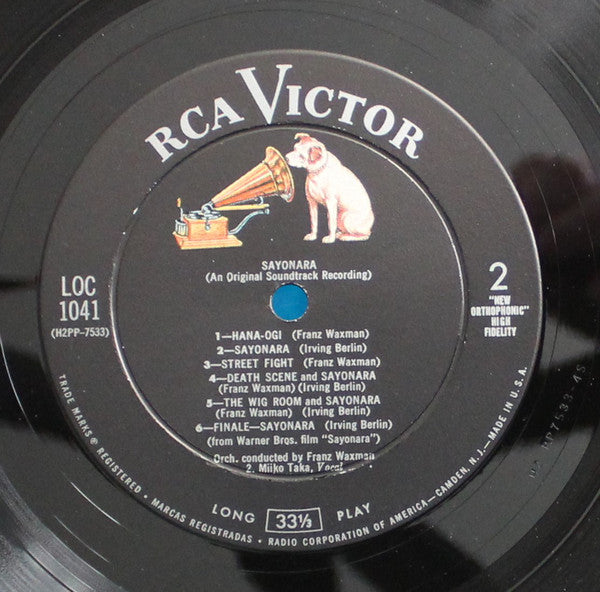 RCA VICTOR
SAYONARA
(An Original Soundtrack Recording)
LOC
1041
(H2PP-7533)
2
"NEW
ORTHOPHONIC"
HIGH
FIDELITY
1—HANA-OGI (Franz Waxman)
2—SAYONARA (Irving Berlin)
3—STREET FIGHT (Franz Waxman)
4—DEATH SCENE and SAYONARA
(Franz Waxman) (Irving Berlin)
5—THE WIG ROOM and SAYONARA
(Franz Waxman) (Irving Berlin)
6—FINALE—SAYONARA (Irving Berlin)
(from Warner Bros. film "Sayonara")
Orch. conducted by Franz Waxman
2. Miiko Taka, Vocal
LONG 33⅓ PLAY
TRADE MARKS ® REGISTERED • MARCAS REGISTRADAS • RADIO CORPORATION OF AMERICA—CAMDEN, N. J.—MADE IN U.S.A.